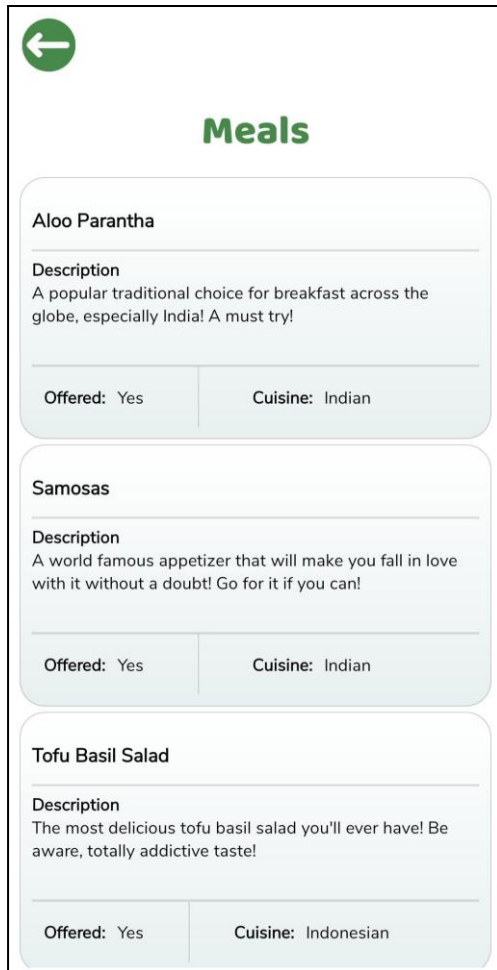 Meals
Aloo Parantha
Description
A popular traditional choice for breakfast across the
globe, especially India! A must try!
Offered: Yes Cuisine: Indian
Samosas
Description
A world famous appetizer that will make you fall in love
with it without a doubt! Go for it if you can!
Offered: Yes Cuisine: Indian
Tofu Basil Salad
Description
The most delicious tofu basil salad you'll ever have! Be
aware, totally addictive taste!
Offered: Yes Cuisine: Indonesian